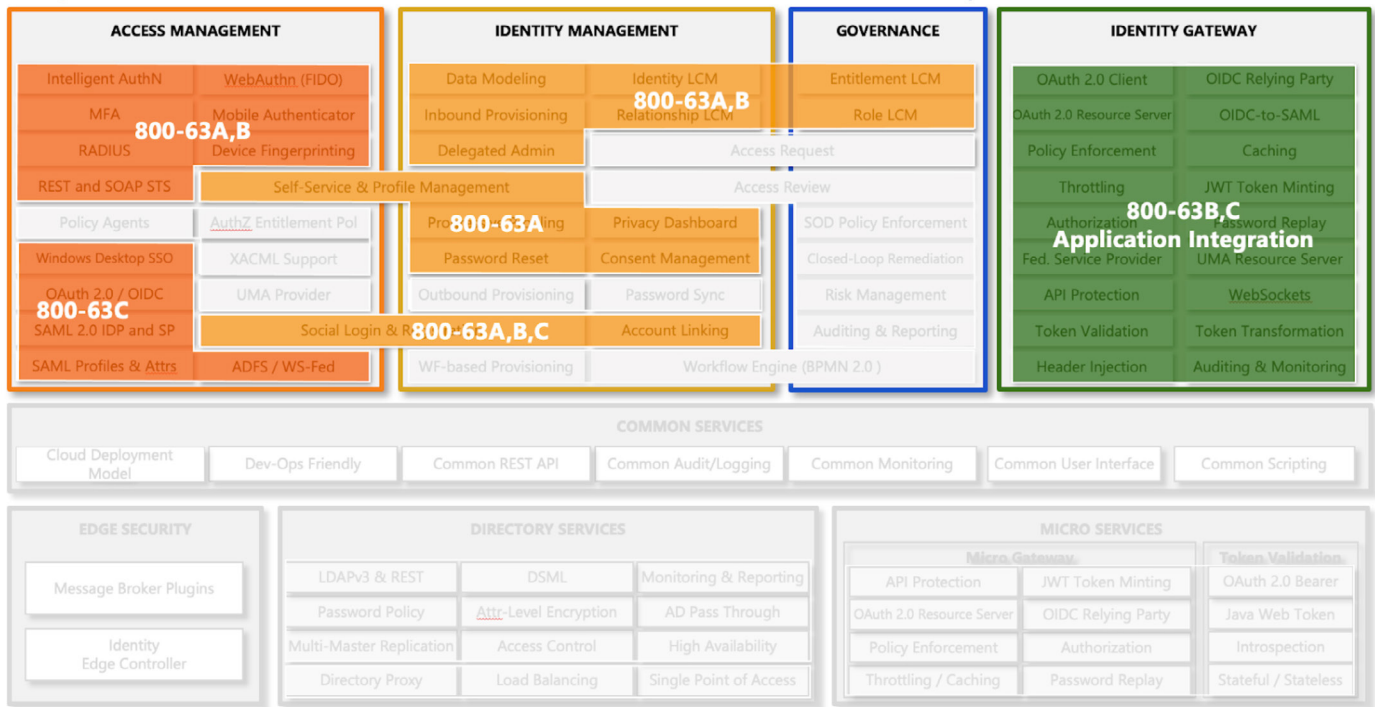 ACCESS MANAGEMENT
Intelligent AuthN
WebAuthn (FIDO)
MFA
Mobile Authenticator
800-63A,B
RADIUS
Device Fingerprinting
REST and SOAP STS
Self-Service & Profile Management
Policy Agents
AuthZ Entitlement Pol
Windows Desktop SSO
XACML Support
OAuth 2.0 / OIDC
UMA Provider
800-63C
SAML 2.0 IDP and SP
Social Login &
800-63A,B,C
Account Linking
SAML Profiles & Attrs
ADFS / WS-Fed
IDENTITY MANAGEMENT
Data Modeling
Identity LCM
800-63A,B
Inbound Provisioning
Relationship LCM
Delegated Admin
Access Request
Access Review
800-63A
Privacy Dashboard
Password Reset
Consent Management
Outbound Provisioning
Password Sync
WF-based Provisioning
Workflow Engine (BPMN 2.0 )
GOVERNANCE
Entitlement LCM
Role LCM
SOD Policy Enforcement
Closed-Loop Remediation
Risk Management
Auditing & Reporting
IDENTITY GATEWAY
OAuth 2.0 Client
OIDC Relying Party
OAuth 2.0 Resource Server
OIDC-to-SAML
Policy Enforcement
Caching
Throttling
JWT Token Minting
800-63B,C
Authorization
Password Replay
Application Integration
Fed. Service Provider
UMA Resource Server
API Protection
WebSockets
Token Validation
Token Transformation
Header Injection
Auditing & Monitoring
COMMON SERVICES
Cloud Deployment
Model
Dev-Ops Friendly
Common REST API
Common Audit/Logging
Common Monitoring
Common User Interface
Common Scripting
EDGE SECURITY
Message Broker Plugins
Identity
Edge Controller
DIRECTORY SERVICES
LDAPv3 & REST
DSML
Monitoring & Reporting
Password Policy
Attr-Level Encryption
AD Pass Through
Multi-Master Replication
Access Control
High Availability
Directory Proxy
Load Balancing
Single Point of Access
MICRO SERVICES
Micro Gateway
API Protection
JWT Token Minting
OAuth 2.0 Resource Server
OIDC Relying Party
Policy Enforcement
Authorization
Throttling / Caching
Password Replay
Token Validation
OAuth 2.0 Bearer
Java Web Token
Introspection
Stateful / Stateless